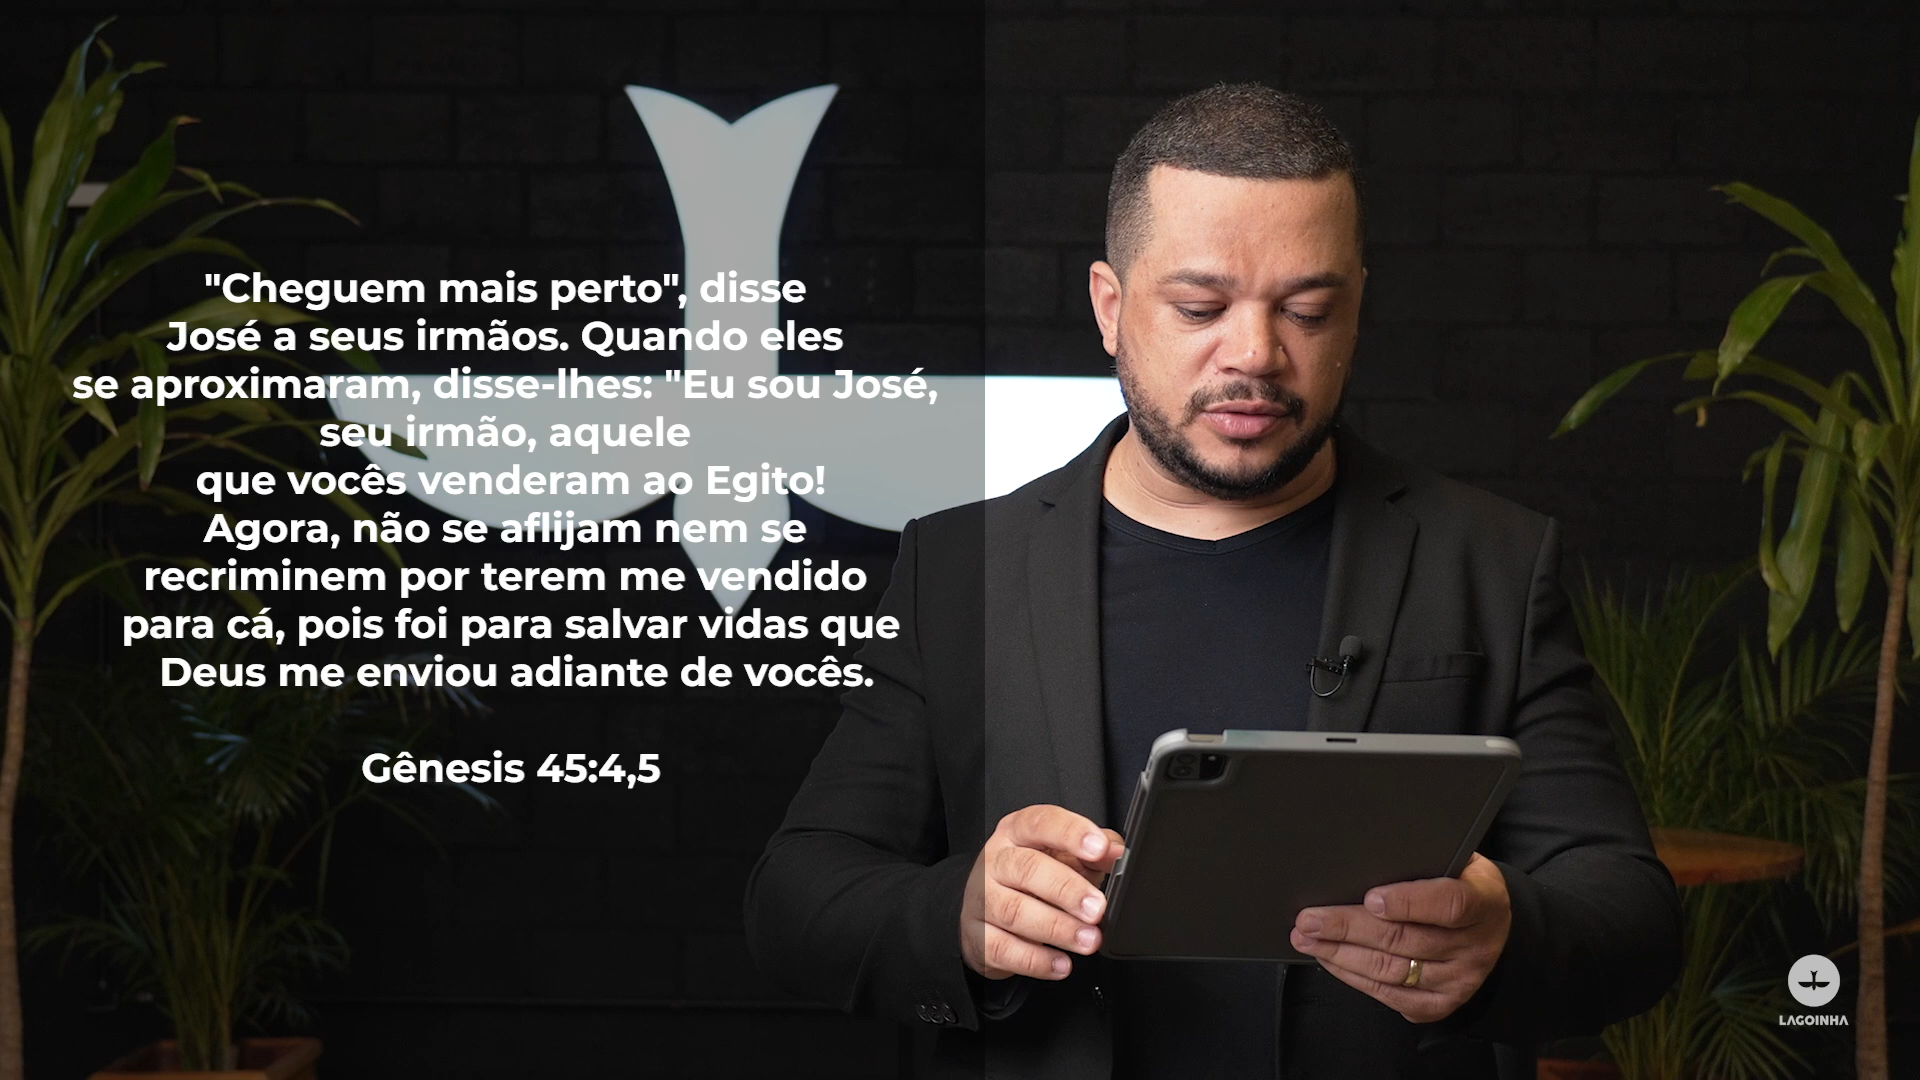 "Cheguem mais perto", disse
José a seus irmãos. Quando eles
se aproximaram, disse-lhes: "Eu sou José,
seu irmão, aquele
que vocês venderam ao Egito!
Agora, não se aflijam nem se
recriminem por terem me vendido
para cá, pois foi para salvar vidas que
Deus me enviou adiante de vocês.
Gênesis 45:4,5
LAGOINHA